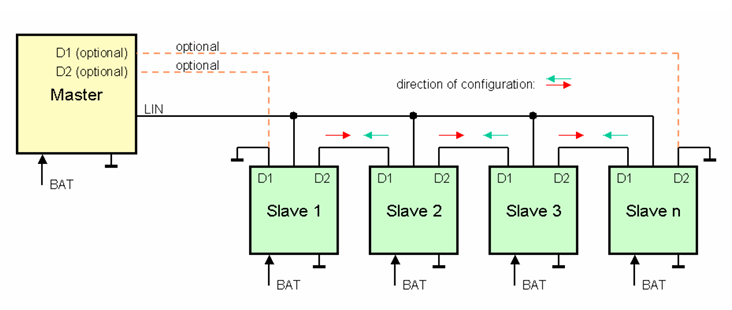 D1 (optional)
optional
D2 (optional)
optional
Master
direction of configuration:
LIN
BAT
D1 D2
D1 D2
D1 D2
D1 D2
Slave 1
Slave 2
Slave 3
Slave n
BAT
BAT
BAT
BAT